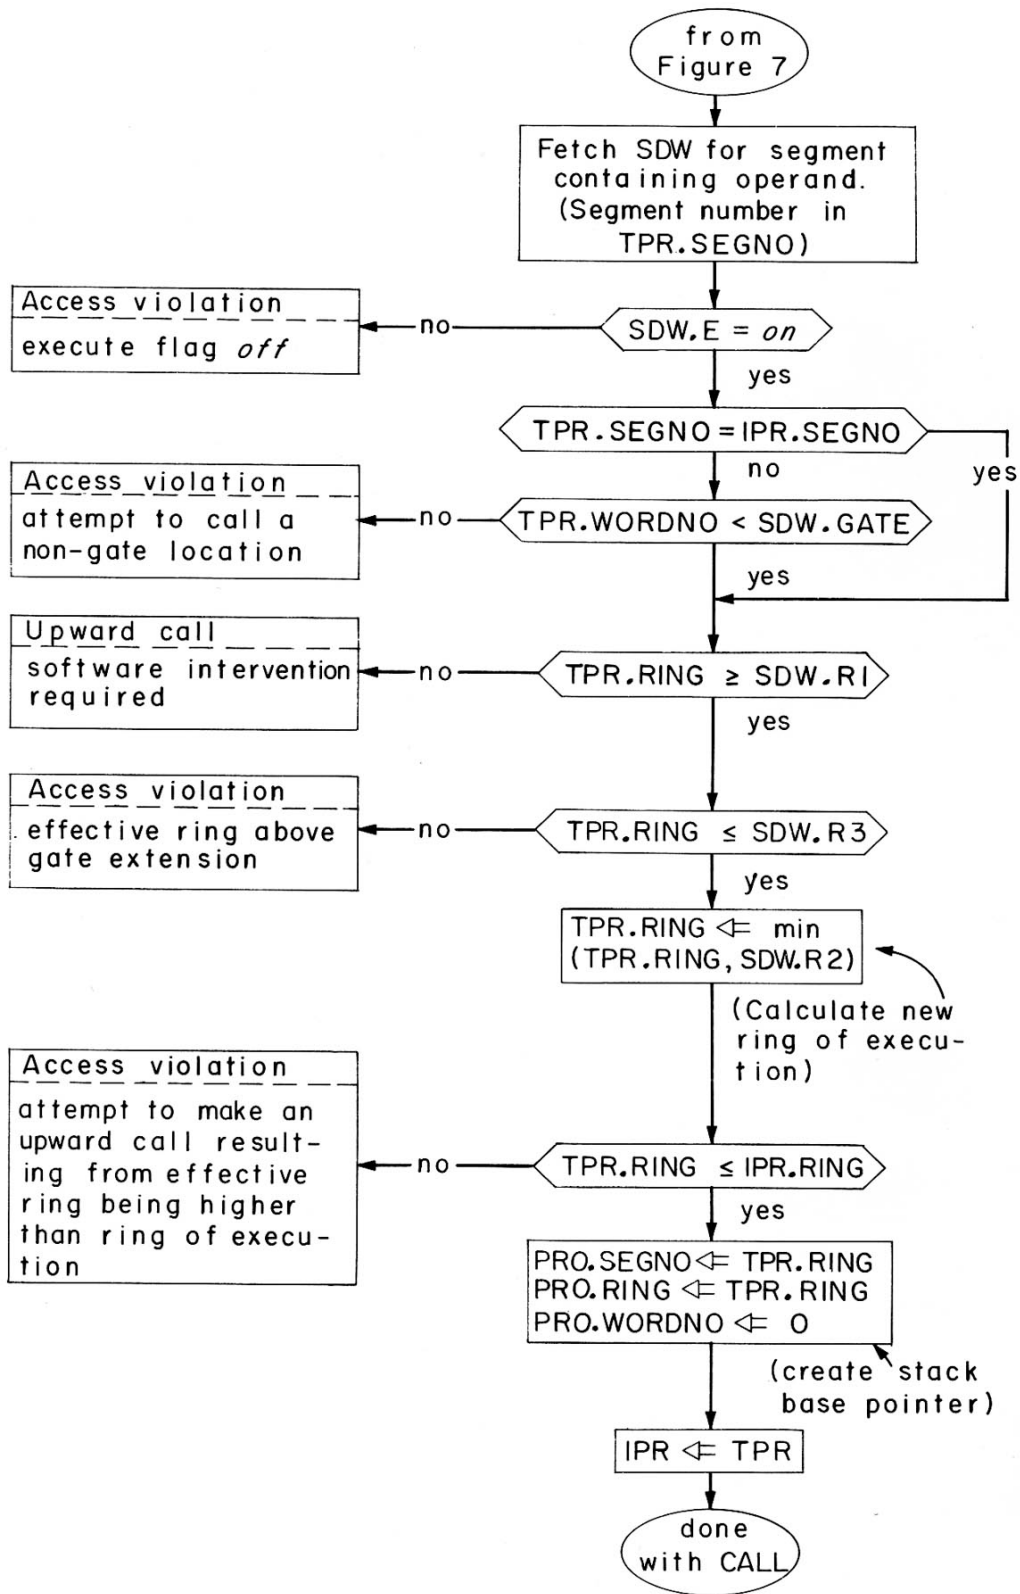 from
Figure 7
Fetch SDW for segment
containing operand.
(Segment number in
TPR.SEGNO)
Access violation
execute flag off
no
SDW.E = on
yes
TPR.SEGNO=IPR.SEGNO
yes
no
Access violation
attempt to call a
non-gate location
no
TPR.WORDNO < SDW.GATE
yes
Upward call
software intervention
required
no
TPR.RING ≥ SDW.R1
yes
Access violation
effective ring above
gate extension
no
TPR.RING ≤ SDW.R3
yes
TPR.RING ⇐ min
(TPR.RING, SDW.R2)
(Calculate new
ring of execu-
tion)
Access violation
attempt to make an
upward call result-
ing from effective
ring being higher
than ring of execu-
tion
no
TPR.RING ≤ IPR.RING
yes
PRO.SEGNO ⇐ TPR.RING
PRO.RING ⇐ TPR.RING
PRO.WORDNO ⇐ O
(create stack
base pointer)
IPR ⇐ TPR
done
with CALL